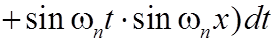 + sin ωₙt · sin ωₙx)dt